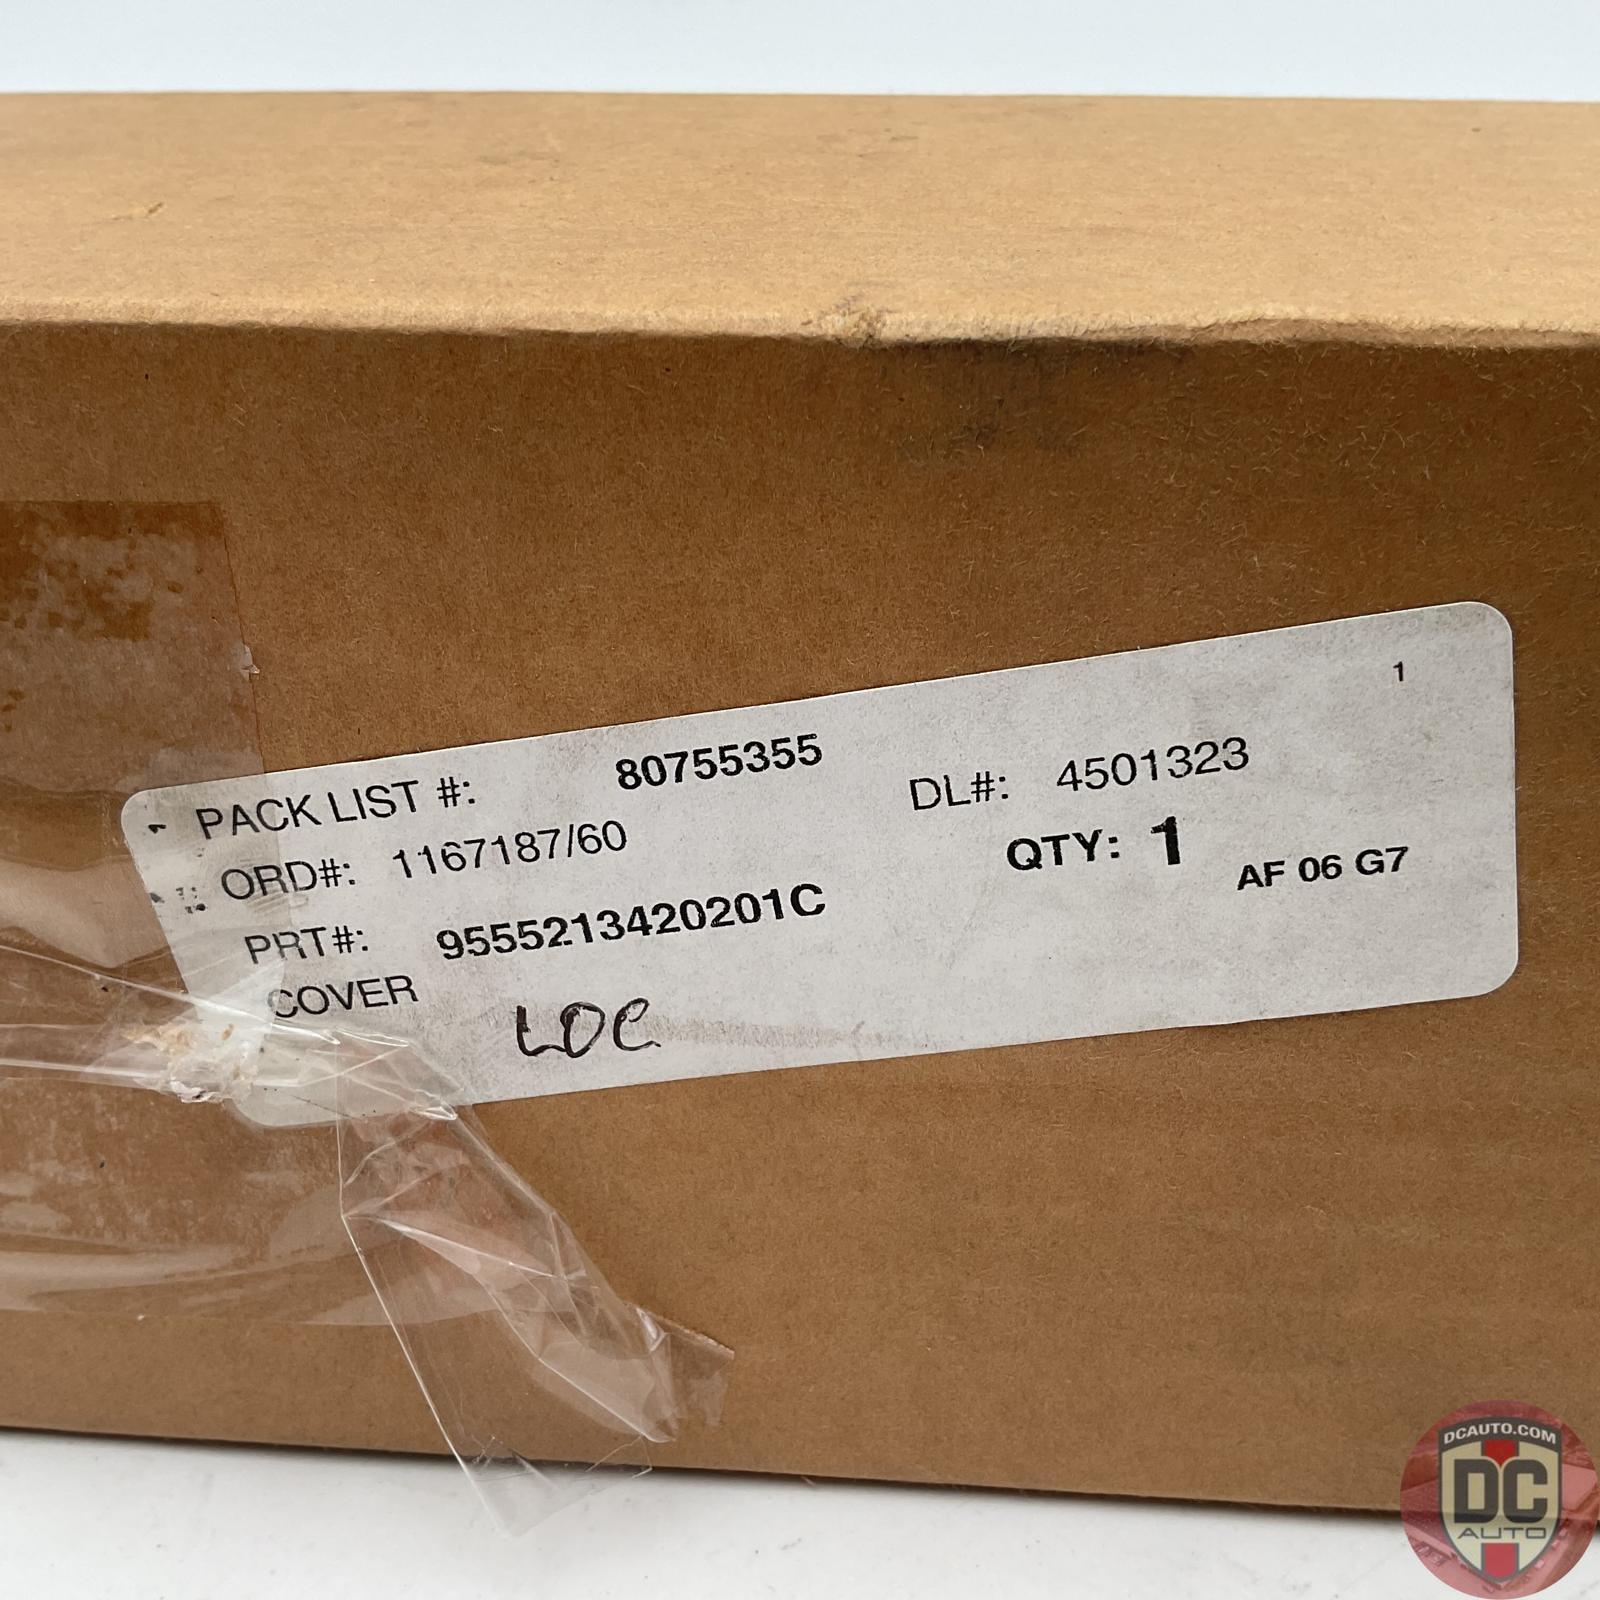 1
PACK LIST #: 80755355 DL#: 4501323
ORD#: 1167187/60 QTY: 1 AF 06 G7
PRT#: 9555213420201C
COVER
LOC
DCAUTO.COM
DC
AUTO